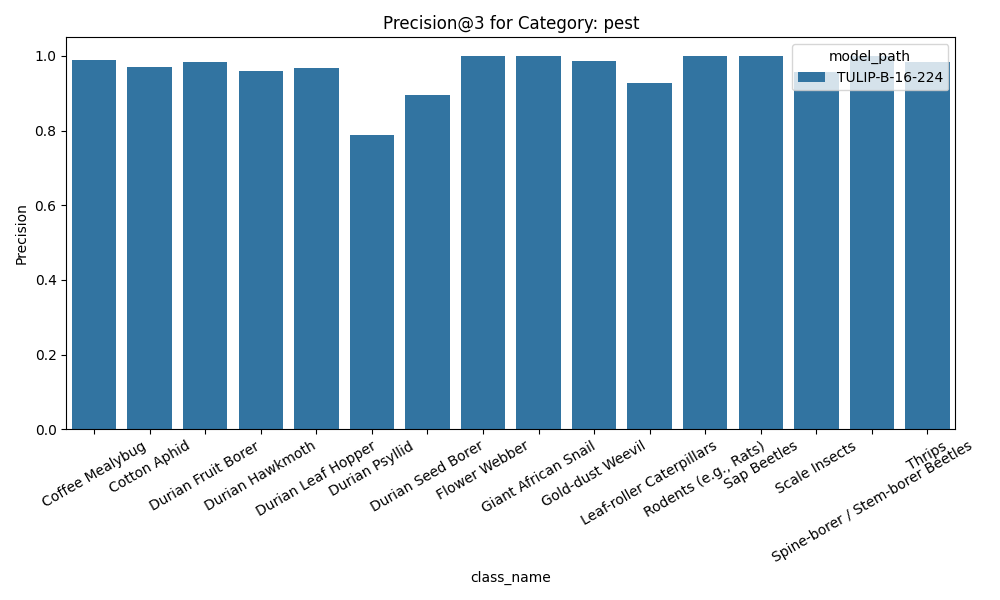 Precision@3 for Category: pest
model_path
TULIP-B-16-224
Precision
1.0
0.8
0.6
0.4
0.2
0.0
Coffee Mealybug
Cotton Aphid
Durian Fruit Borer
Durian Hawkmoth
Durian Leaf Hopper
Durian Psyllid
Durian Seed Borer
Flower Webber
Giant African Snail
Gold-dust Weevil
Leaf-roller Caterpillars
Rodents (e.g., Rats)
Sap Beetles
Scale Insects
Spine-borer / Stem-borer Beetles
Thrips
class_name